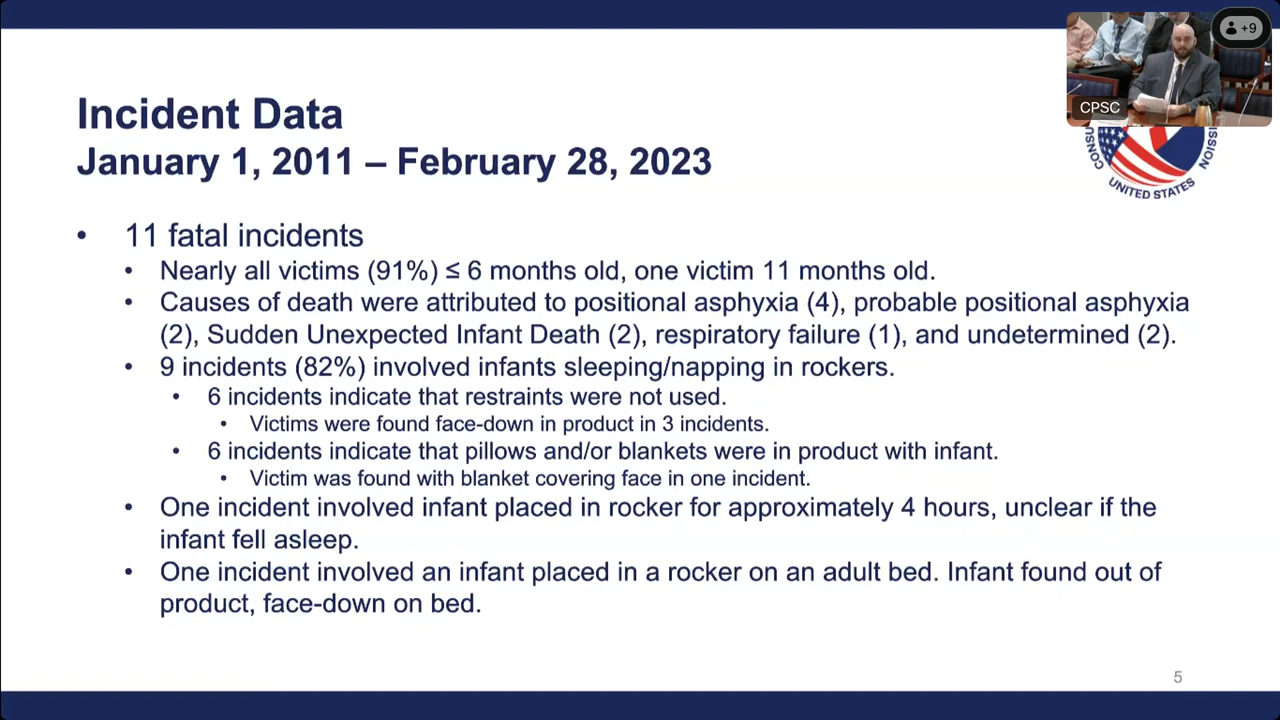 +9
CPSC
Incident Data
January 1, 2011 – February 28, 2023
UNITED STATES
• 11 fatal incidents
• Nearly all victims (91%) ≤ 6 months old, one victim 11 months old.
• Causes of death were attributed to positional asphyxia (4), probable positional asphyxia
(2), Sudden Unexpected Infant Death (2), respiratory failure (1), and undetermined (2).
• 9 incidents (82%) involved infants sleeping/napping in rockers.
• 6 incidents indicate that restraints were not used.
• Victims were found face-down in product in 3 incidents.
• 6 incidents indicate that pillows and/or blankets were in product with infant.
• Victim was found with blanket covering face in one incident.
• One incident involved infant placed in rocker for approximately 4 hours, unclear if the
infant fell asleep.
• One incident involved an infant placed in a rocker on an adult bed. Infant found out of
product, face-down on bed.
5